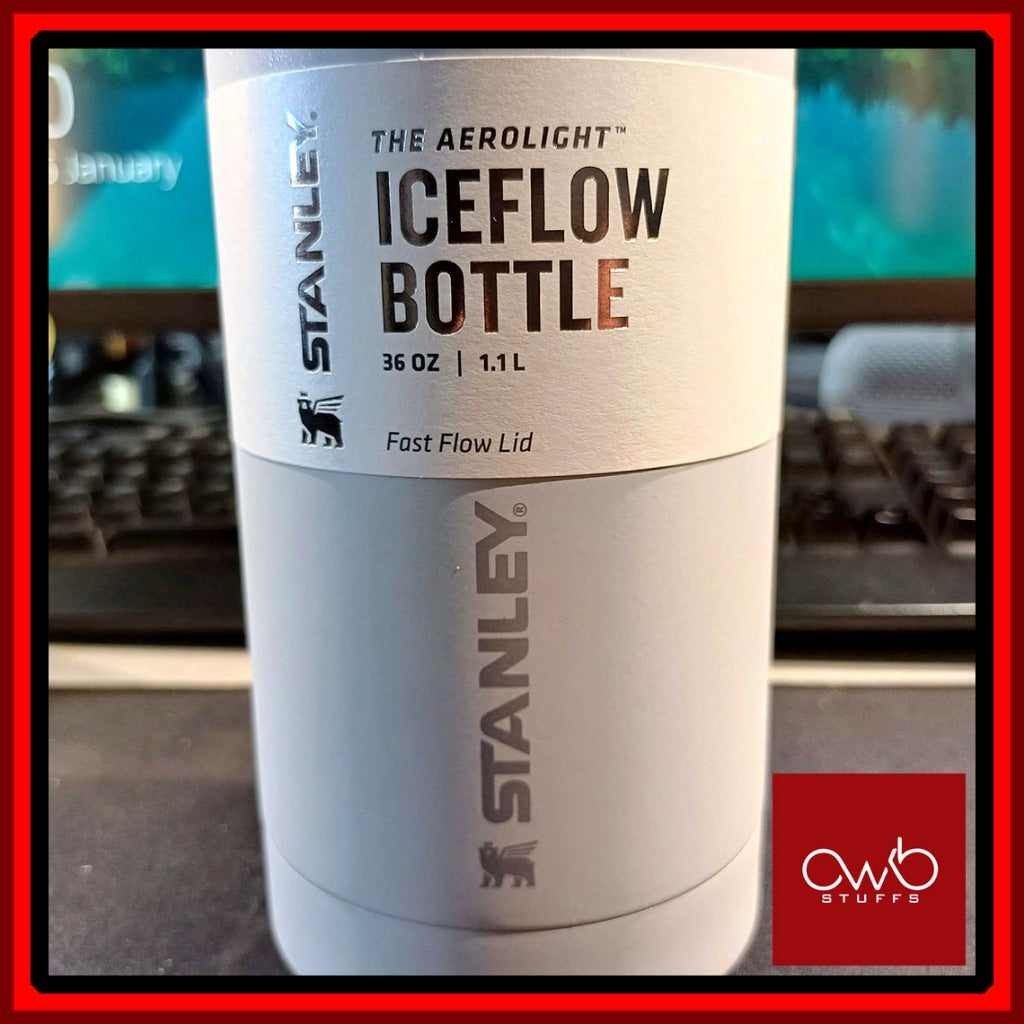 January
STANLEY.
THE AEROLIGHT™
ICEFLOW
BOTTLE
36 OZ | 1.1 L
Fast Flow Lid
STANLEY®
OWB
STUFFS